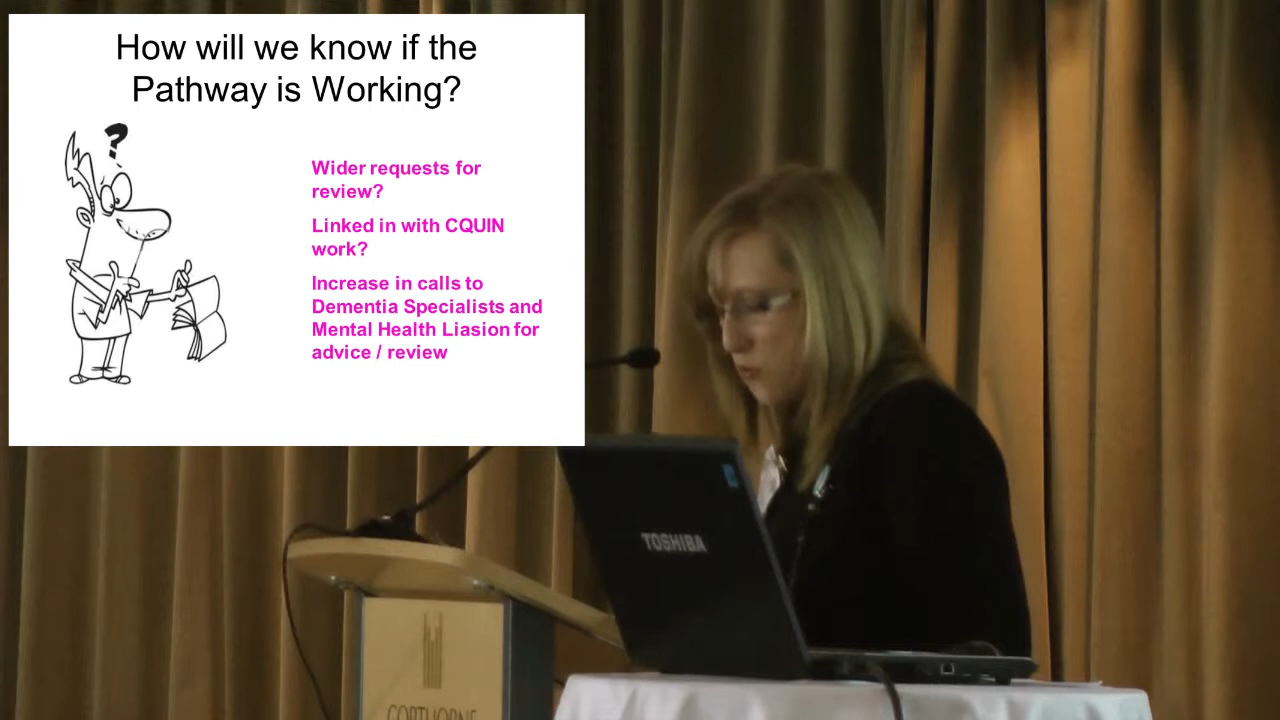 How will we know if the
Pathway is Working?
?
Wider requests for
review?
Linked in with CQUIN
work?
Increase in calls to
Dementia Specialists and
Mental Health Liasion for
advice / review
TOSHIBA
COPTHORNE